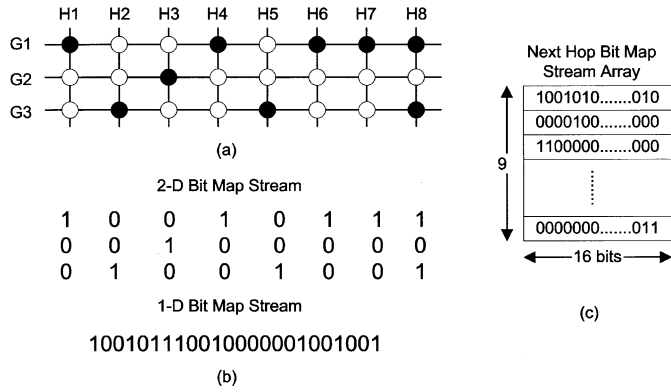 H1 H2 H3 H4 H5 H6 H7 H8
G1
G2
G3
(a)
2-D Bit Map Stream
1 0 0 1 0 1 1 1
0 0 1 0 0 0 0 0
0 1 0 0 1 0 0 1
1-D Bit Map Stream
100101110010000001001001
(b)
Next Hop Bit Map
Stream Array
1001010.......010
0000100.......000
1100000.......000
9
0000000.......011
16 bits
(c)